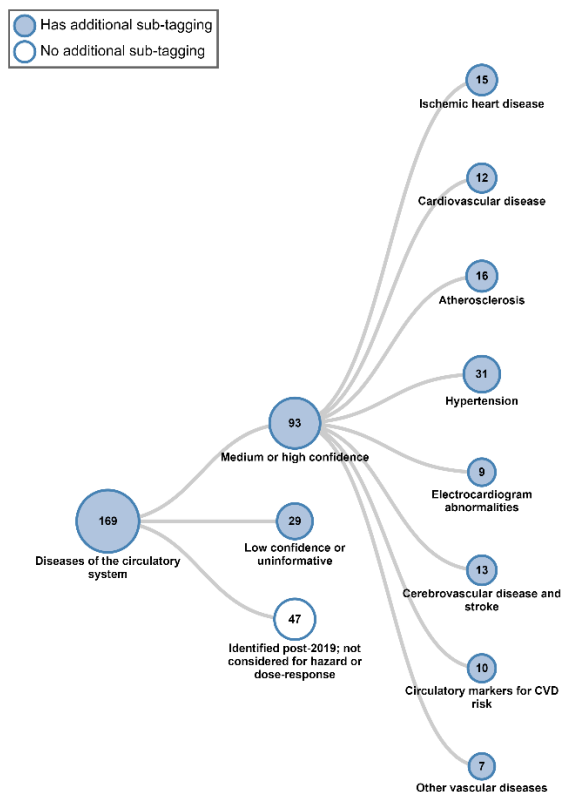 Has additional sub-tagging
No additional sub-tagging
15
Ischemic heart disease
12
Cardiovascular disease
16
Atherosclerosis
31
Hypertension
93
Medium or high confidence
9
Electrocardiogram
abnormalities
169
Diseases of the circulatory
system
29
Low confidence or
uninformative
13
Cerebrovascular disease and
stroke
47
Identified post-2019; not
considered for hazard or
dose-response
10
Circulatory markers for CVD
risk
7
Other vascular diseases